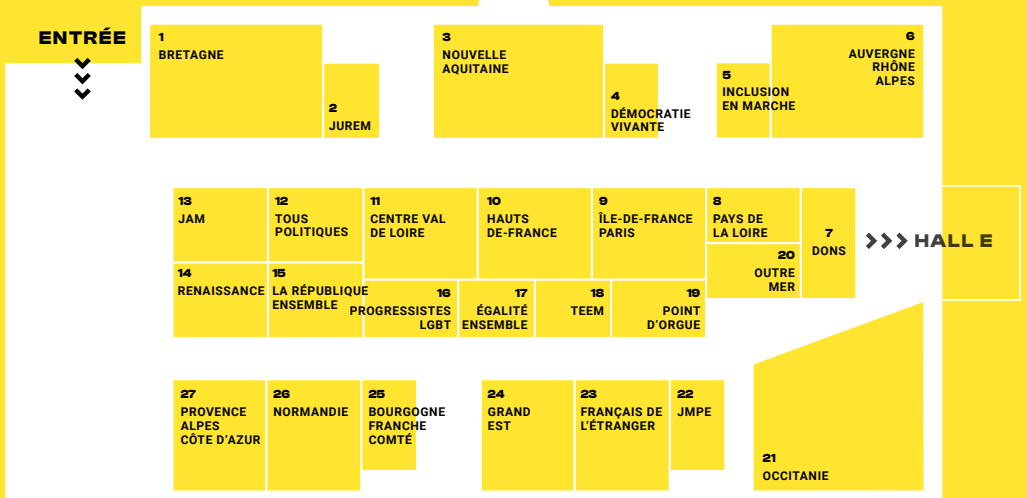 ENTRÉE
1
BRETAGNE
2
JUREM
3
NOUVELLE
AQUITAINE
4
DÉMOCRATIE
VIVANTE
5
INCLUSION
EN MARCHE
6
AUVERGNE
RHÔNE
ALPES
13
JAM
12
TOUS
POLITIQUES
11
CENTRE VAL
DE LOIRE
10
HAUTS
DE-FRANCE
9
ÎLE-DE-FRANCE
PARIS
8
PAYS DE
LA LOIRE
7
DONS
>>> HALL E
14
RENAISSANCE
15
LA RÉPUBLIQUE
ENSEMBLE
16
PROGRESSISTES
LGBT
17
ÉGALITÉ
ENSEMBLE
18
TEEM
19
POINT
D'ORGUE
20
OUTRE
MER
27
PROVENCE
ALPES
CÔTE D'AZUR
26
NORMANDIE
25
BOURGOGNE
FRANCHE
COMTÉ
24
GRAND
EST
23
FRANÇAIS DE
L'ÉTRANGER
22
JMPE
21
OCCITANIE